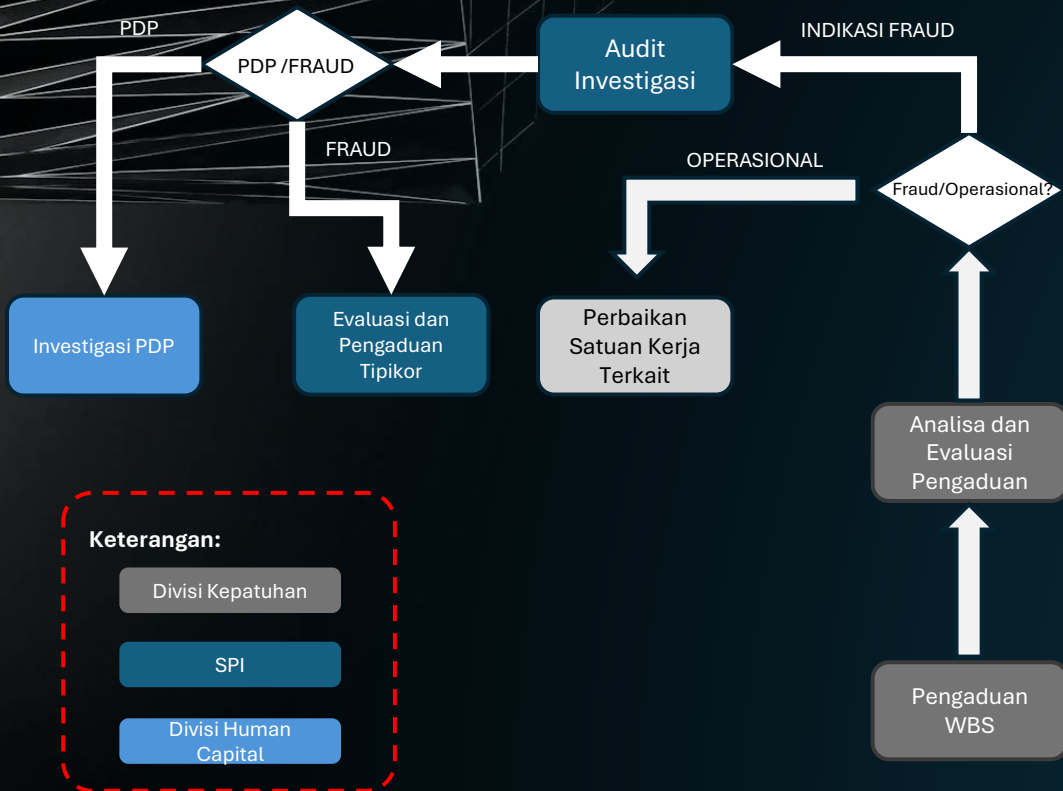 PDP
PDP /FRAUD
Audit
Investigasi
INDIKASI FRAUD
FRAUD
OPERASIONAL
Fraud/Operasional?
Investigasi PDP
Evaluasi dan
Pengaduan
Tipikor
Perbaikan
Satuan Kerja
Terkait
Analisa dan
Evaluasi
Pengaduan
Keterangan:
Divisi Kepatuhan
SPI
Divisi Human
Capital
Pengaduan
WBS